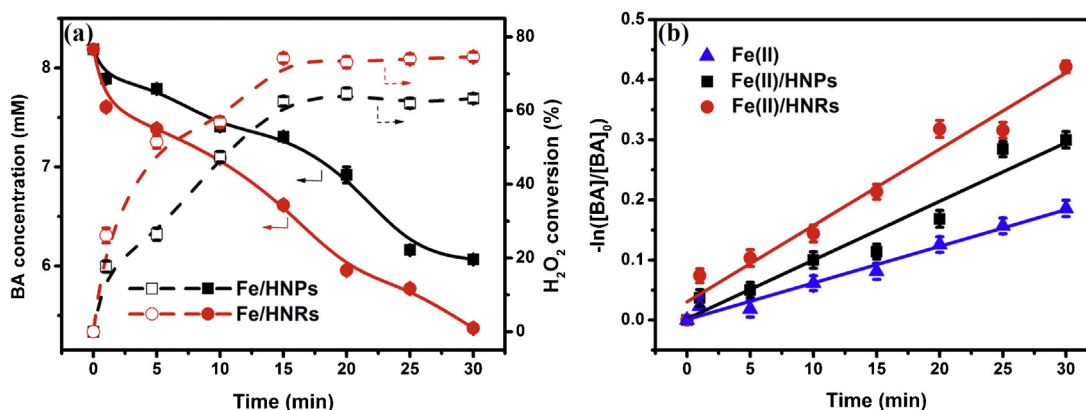 (a)
BA concentration (mM)
8
7
6
80
60
40
20
0
H2O2 conversion (%)
Fe/HNPs
Fe/HNRs
0 5 10 15 20 25 30
Time (min)
(b)
-ln([BA]/[BA]0)
0.5
0.4
0.3
0.2
0.1
0.0
Fe(II)
Fe(II)/HNPs
Fe(II)/HNRs
0 5 10 15 20 25 30
Time (min)